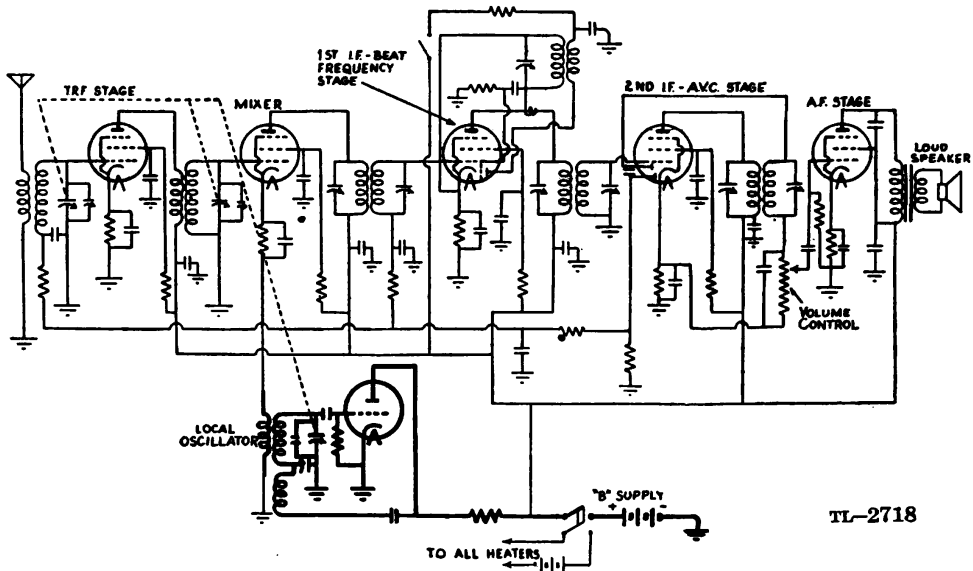 1ST I.F.-BEAT
FREQUENCY
STAGE
TRF STAGE
MIXER
2ND I.F.-A.V.C. STAGE
A.F. STAGE
LOUD
SPEAKER
VOLUME
CONTROL
LOCAL
OSCILLATOR
"B" SUPPLY
+ -
TO ALL HEATERS
TL-2718